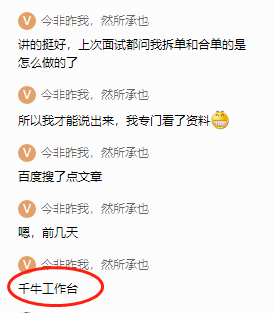 V 今非昨我，然所承也
讲的挺好，上次面试都问我拆单和合单的是
怎么做的了
V 今非昨我，然所承也
所以我才能说出来，我专门看了资料😁
V 今非昨我，然所承也
百度搜了点文章
V 今非昨我，然所承也
嗯，前几天
V 今非昨我，然所承也
千牛工作台